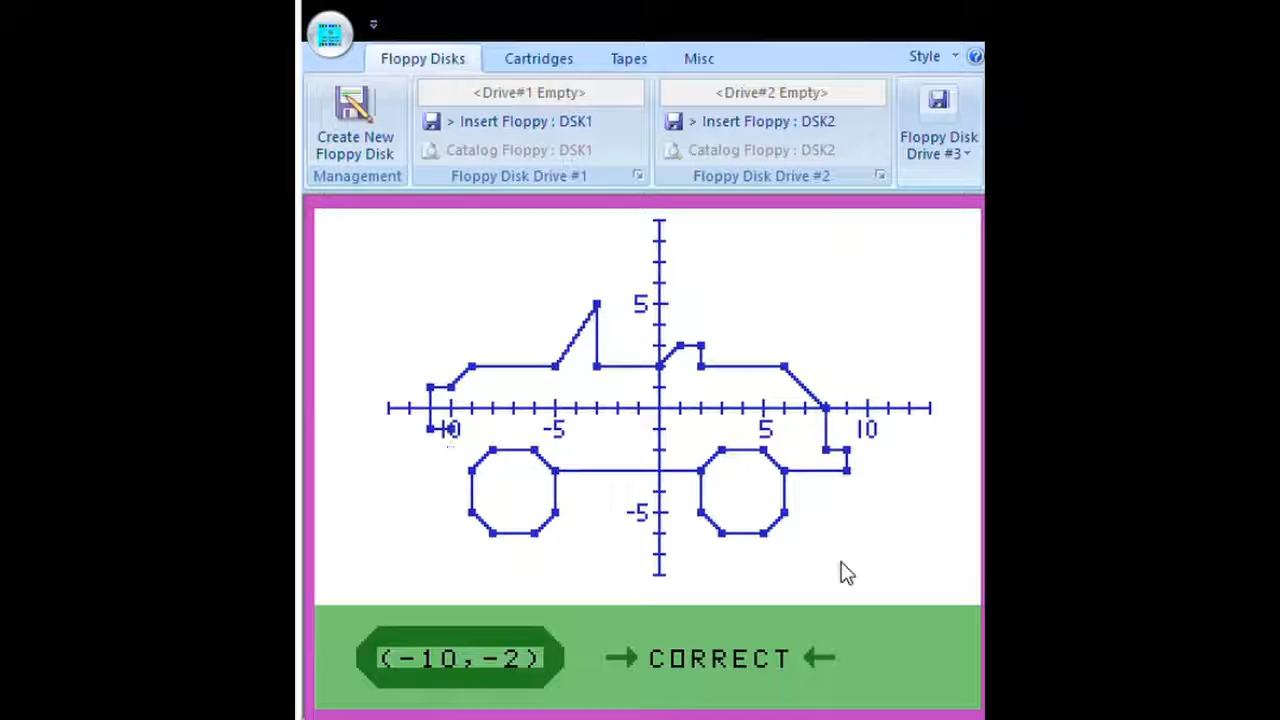 Floppy Disks Cartridges Tapes Misc Style
<Drive#1 Empty> <Drive#2 Empty>
Create New Floppy Disk
> Insert Floppy : DSK1 > Insert Floppy : DSK2
Floppy Disk Drive #3
Catalog Floppy : DSK1 Catalog Floppy : DSK2
Management Floppy Disk Drive #1 Floppy Disk Drive #2
5
-10 -5 5 10
-5
(-10,-2) → CORRECT ←